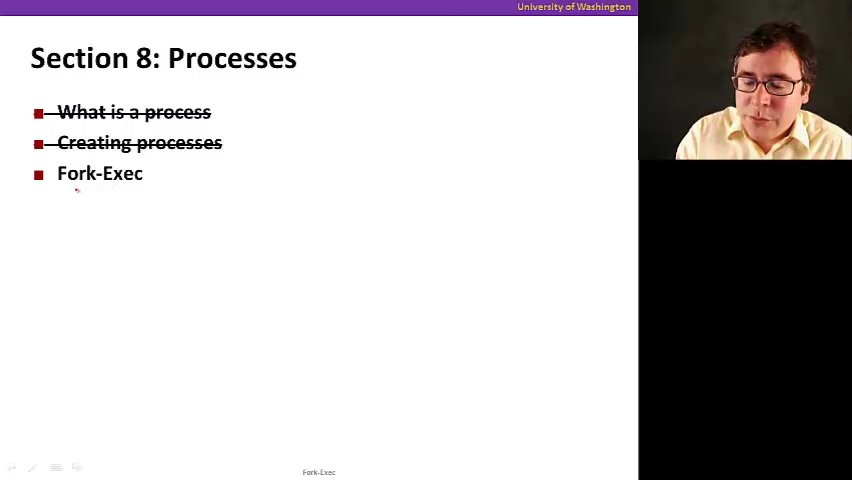 University of Washington
Section 8: Processes
What is a process
Creating processes
Fork-Exec
Fork-Exec